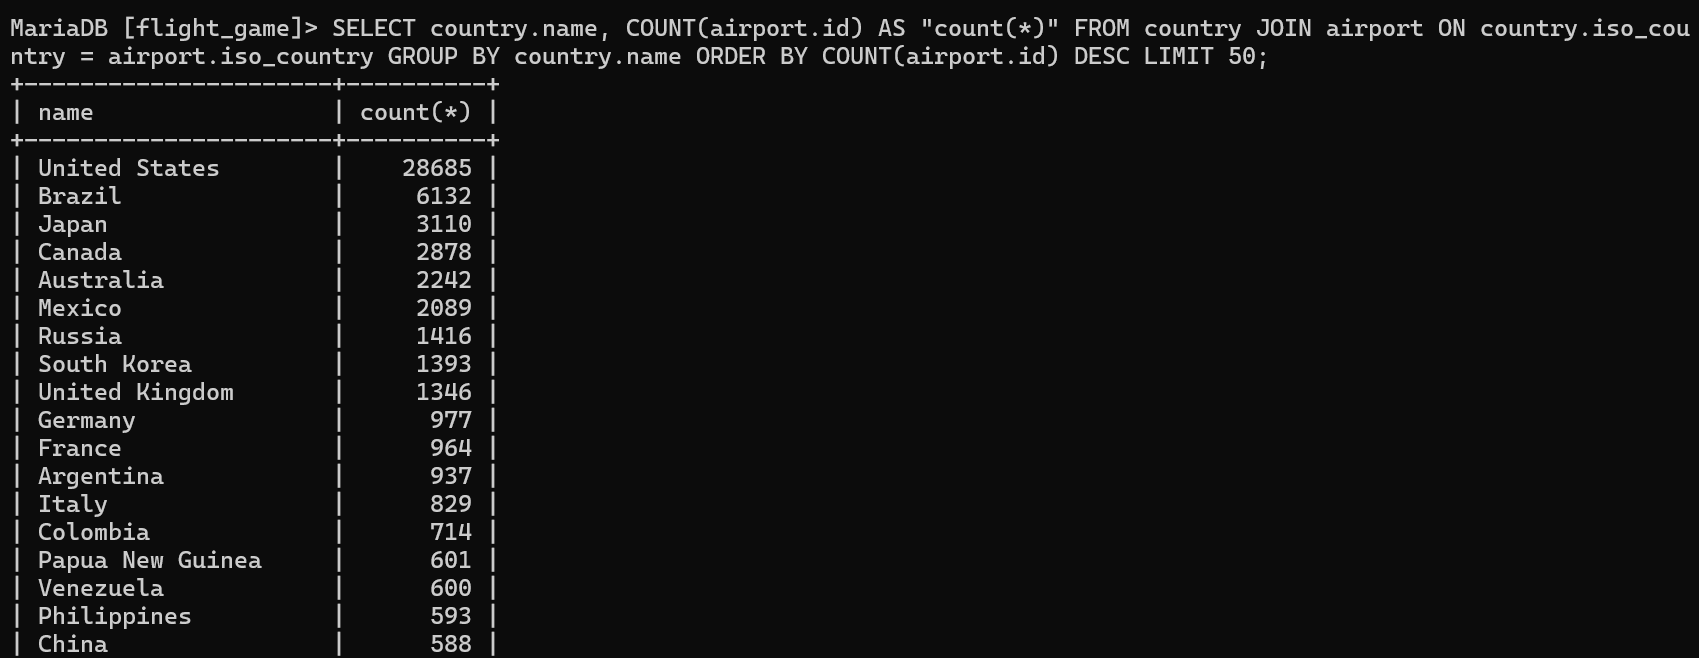 MariaDB [flight_game]> SELECT country.name, COUNT(airport.id) AS "count(*)" FROM country JOIN airport ON country.iso_cou
ntry = airport.iso_country GROUP BY country.name ORDER BY COUNT(airport.id) DESC LIMIT 50;
+----------------------+----------+
| name                 | count(*) |
+----------------------+----------+
| United States        |    28685 |
| Brazil               |     6132 |
| Japan                |     3110 |
| Canada               |     2878 |
| Australia            |     2242 |
| Mexico               |     2089 |
| Russia               |     1416 |
| South Korea          |     1393 |
| United Kingdom       |     1346 |
| Germany              |      977 |
| France               |      964 |
| Argentina            |      937 |
| Italy                |      829 |
| Colombia             |      714 |
| Papua New Guinea     |      601 |
| Venezuela            |      600 |
| Philippines          |      593 |
| China                |      588 |